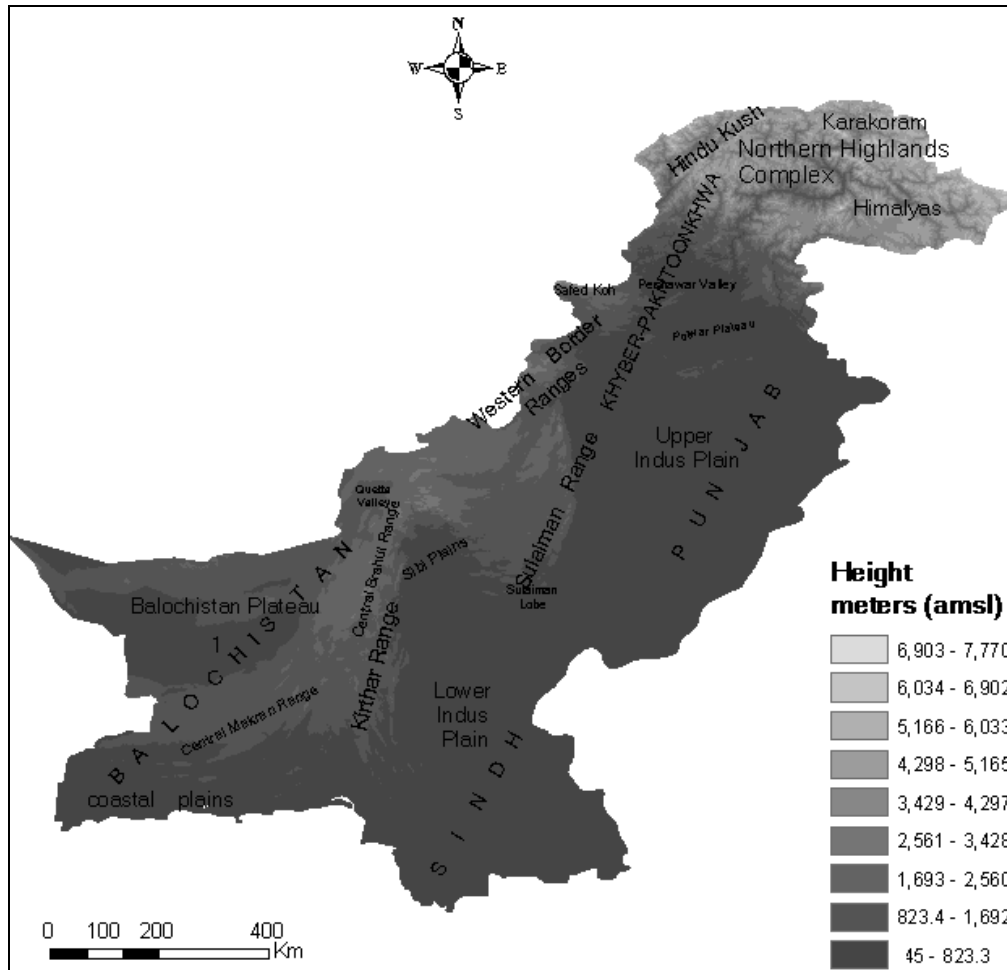 N
W E
S
Karakoram
Hindu Kush
Northern Highlands
Complex
Himalyas
KHYBER-PAKHTOONKHWA
Safed Koh
Peshawar Valley
Potwar Plateau
Western Border
Ranges
Upper
Indus Plain
PUNJAB
Sulaiman Range
Quetta
Valley
Central Brahui Range
Sibi Plains
Sulaiman
Lobe
Balochistan Plateau
1
BALOCHISTAN
Kirthar Range
Central Makran Range
Lower
Indus
Plain
SINDH
coastal plains
Height
meters (amsl)
6,903 - 7,770
6,034 - 6,902
5,166 - 6,033
4,298 - 5,165
3,429 - 4,297
2,561 - 3,428
1,693 - 2,560
823.4 - 1,692
45 - 823.3
0 100 200 400
Km